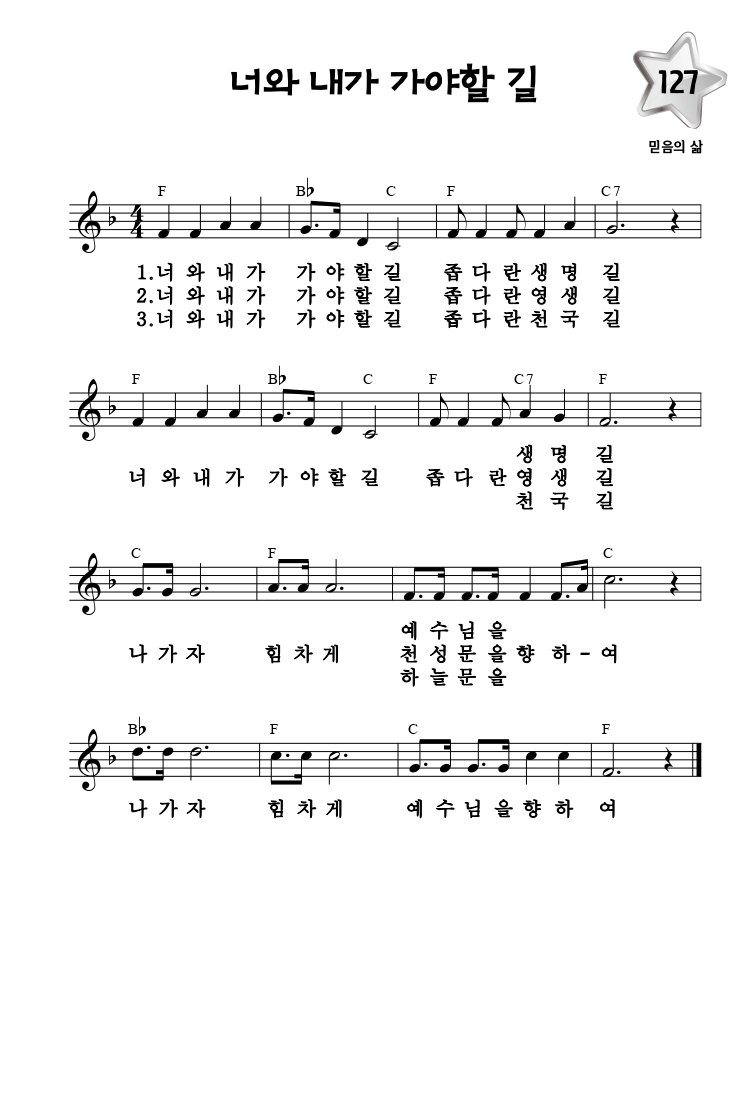 너와 내가 가야할 길
127
믿음의 삶
F B♭ C F C7
4
4
1.너 와 내 가 가 야 할 길 좁 다 란 생 명 길
2.너 와 내 가 가 야 할 길 좁 다 란 영 생 길
3.너 와 내 가 가 야 할 길 좁 다 란 천 국 길
F B♭ C F C7 F
생 명 길
너 와 내 가 가 야 할 길 좁 다 란 영 생 길
천 국 길
C F C
예 수 님 을
나 가 자 힘 차 게 천 성 문 을 향 하 - 여
하 늘 문 을
B♭ F C F
나 가 자 힘 차 게 예 수 님 을 향 하 여